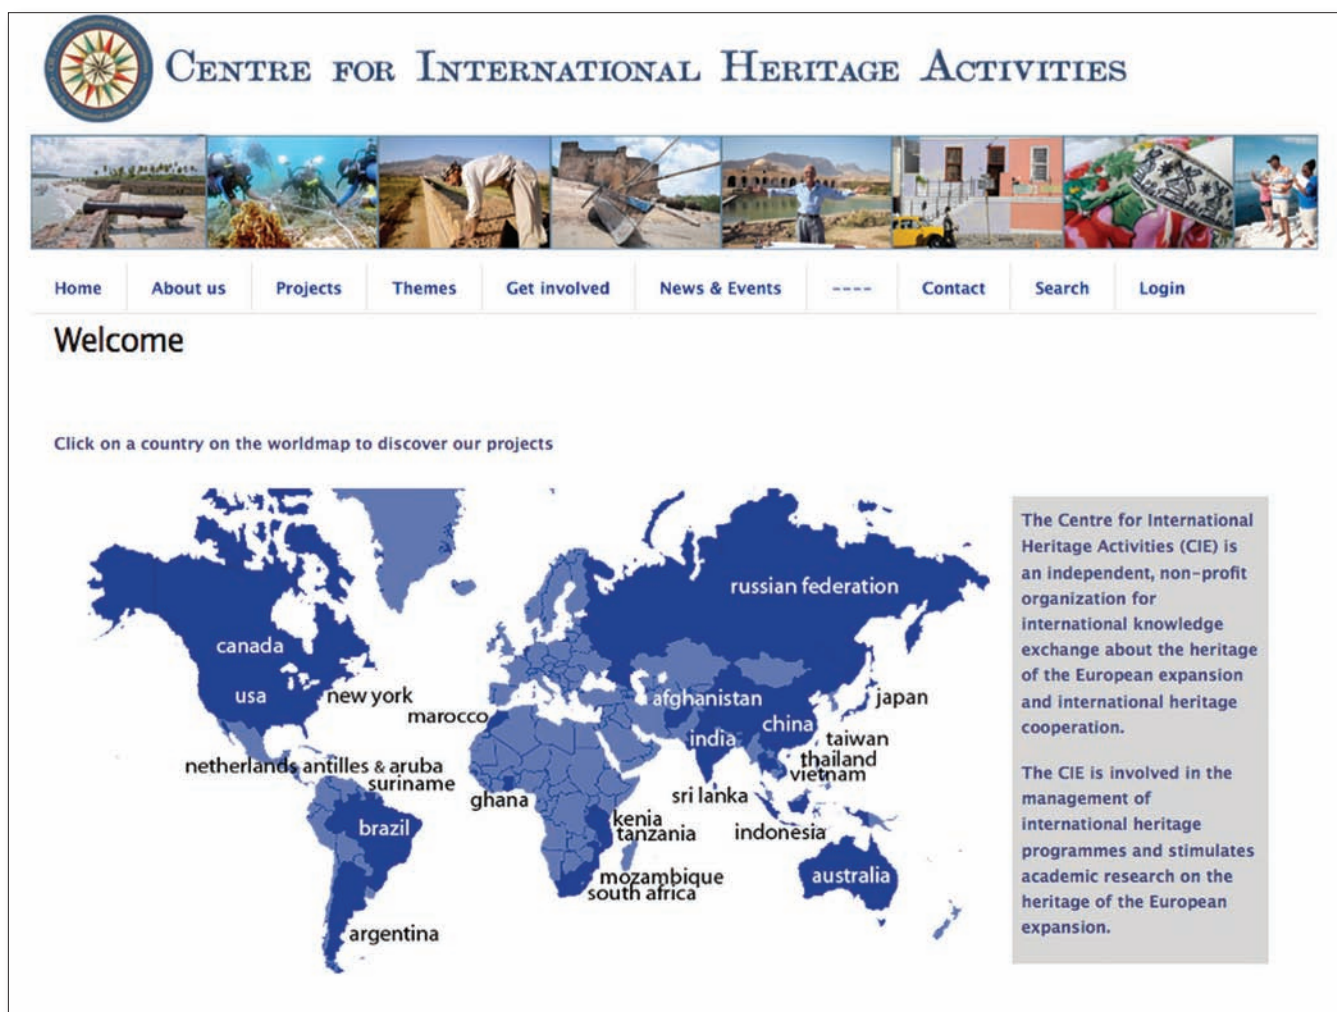 CENTRE FOR INTERNATIONAL HERITAGE ACTIVITIES
Home About us Projects Themes Get involved News & Events ---- Contact Search Login
Welcome
Click on a country on the worldmap to discover our projects
russian federation
canada
usa
new york
marocco
afghanistan
japan
china
india
taiwan
thailand
vietnam
netherlands antilles & aruba
suriname
ghana
sri lanka
kenia
tanzania
indonesia
brazil
mozambique
south africa
australia
argentina
The Centre for International
Heritage Activities (CIE) is
an independent, non-profit
organization for
international knowledge
exchange about the heritage
of the European expansion
and international heritage
cooperation.
The CIE is involved in the
management of
international heritage
programmes and stimulates
academic research on the
heritage of the European
expansion.